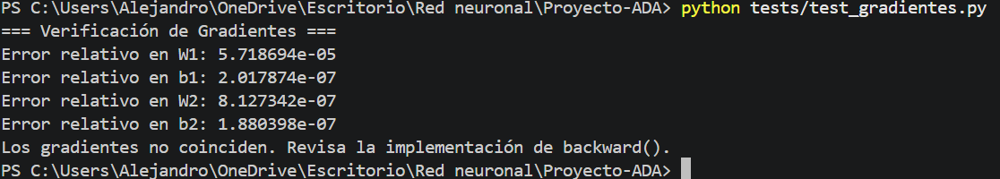 PS C:\Users\Alejandro\OneDrive\Escritorio\Red neuronal\Proyecto-ADA> python tests/test_gradientes.py
=== Verificación de Gradientes ===
Error relativo en W1: 5.718694e-05
Error relativo en b1: 2.017874e-07
Error relativo en W2: 8.127342e-07
Error relativo en b2: 1.880398e-07
Los gradientes no coinciden. Revisa la implementación de backward().
PS C:\Users\Alejandro\OneDrive\Escritorio\Red neuronal\Proyecto-ADA>